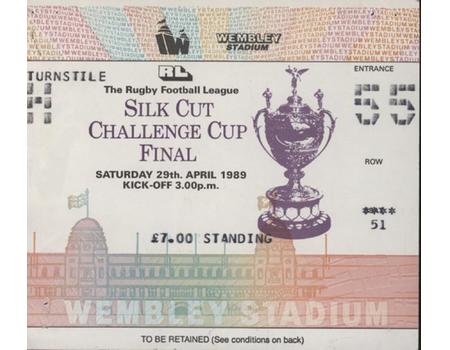 WEMBLEY
STADIUM
TURNSTILE
H
RL
The Rugby Football League
SILK CUT
CHALLENGE CUP
FINAL
SATURDAY 29th. APRIL 1989
KICK-OFF 3.00p.m.
ENTRANCE
55
ROW
****
51
£7.00 STANDING
WEMBLEY STADIUM
TO BE RETAINED (See conditions on back)